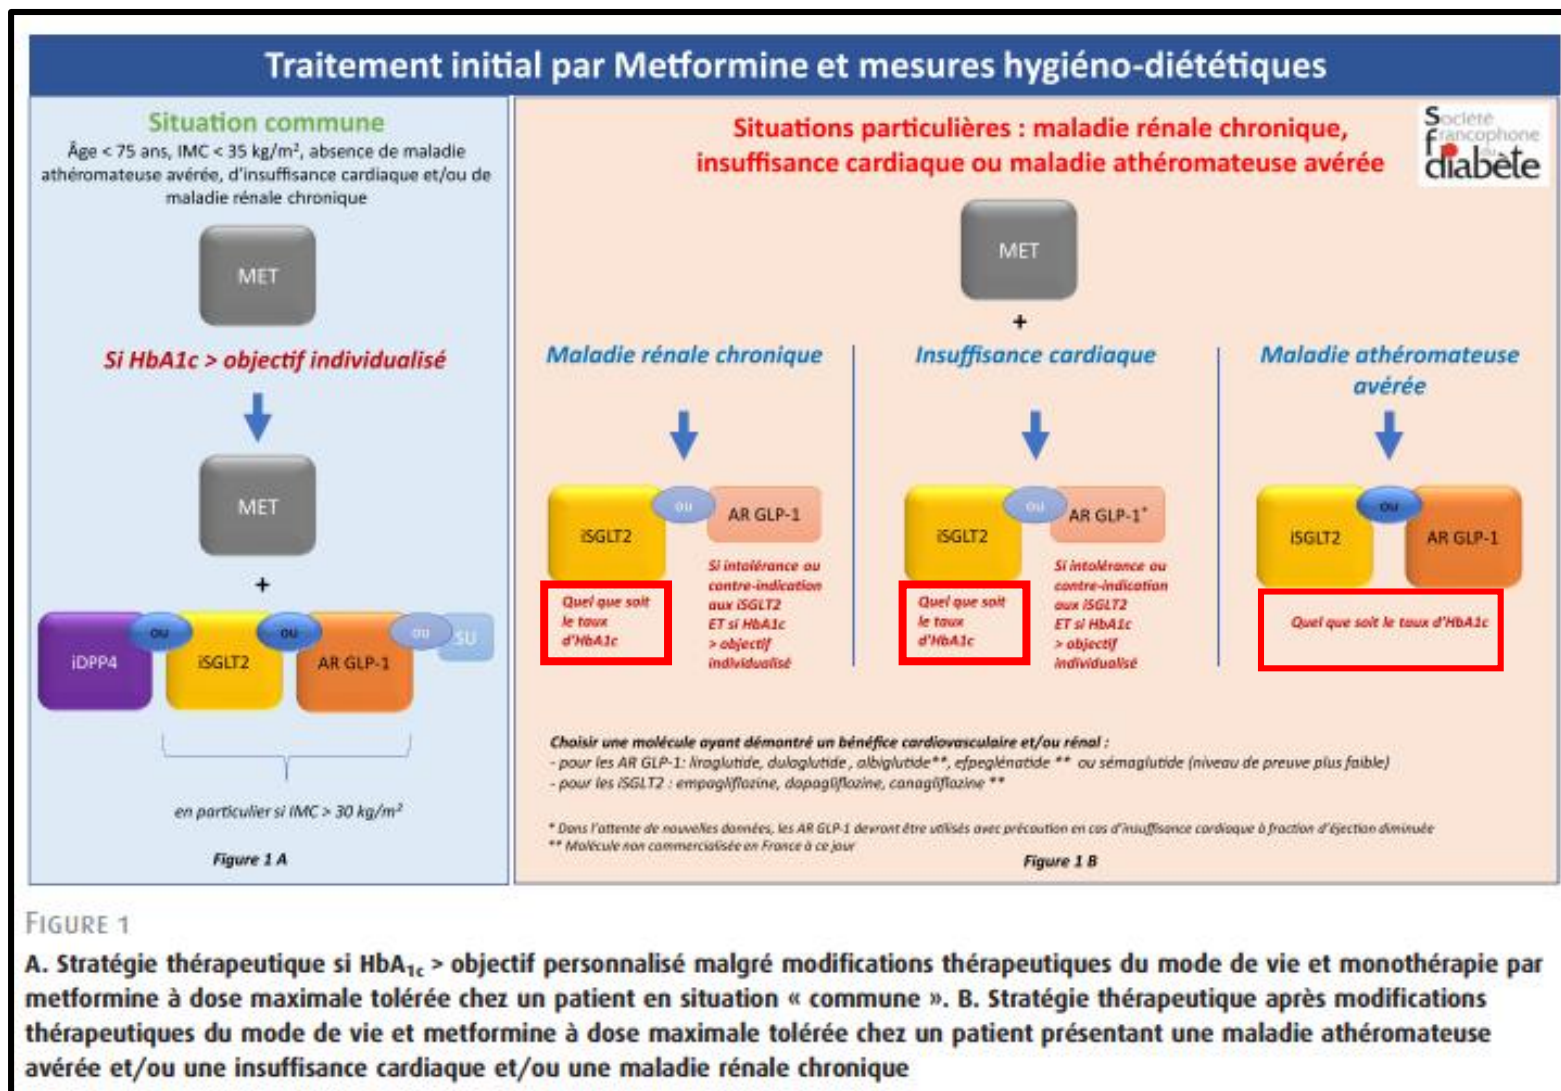 Traitement initial par Metformine et mesures hygiéno-diététiques
Situation commune
Âge < 75 ans, IMC < 35 kg/m², absence de maladie
athéromateuse avérée, d'insuffisance cardiaque et/ou de
maladie rénale chronique
MET
Si HbA1c > objectif individualisé
MET
+
iDPP4
ou
iSGLT2
ou
AR GLP-1
ou
SU
en particulier si IMC > 30 kg/m²
Figure 1 A
Situations particulières : maladie rénale chronique,
insuffisance cardiaque ou maladie athéromateuse avérée
Société
francophone
du
diabète
MET
+
Maladie rénale chronique
iSGLT2
ou
AR GLP-1
Quel que soit
le taux
d'HbA1c
Si intolérance ou
contre-indication
aux iSGLT2
ET si HbA1c
> objectif
individualisé
Insuffisance cardiaque
iSGLT2
ou
AR GLP-1*
Quel que soit
le taux
d'HbA1c
Si intolérance ou
contre-indication
aux iSGLT2
ET si HbA1c
> objectif
individualisé
Maladie athéromateuse
avérée
iSGLT2
ou
AR GLP-1
Quel que soit le taux d'HbA1c
Choisir une molécule ayant démontré un bénéfice cardiovasculaire et/ou rénal :
- pour les AR GLP-1: liraglutide, dulaglutide , albiglutide**, efpeglénatide ** ou sémaglutide (niveau de preuve plus faible)
- pour les iSGLT2 : empagliflozine, dapagliflozine, canagliflozine **
* Dans l'attente de nouvelles données, les AR GLP-1 devront être utilisés avec précaution en cas d'insuffisance cardiaque à fraction d'éjection diminuée
** Molécule non commercialisée en France à ce jour
Figure 1 B
FIGURE 1
A. Stratégie thérapeutique si HbA1c > objectif personnalisé malgré modifications thérapeutiques du mode de vie et monothérapie par
metformine à dose maximale tolérée chez un patient en situation « commune ». B. Stratégie thérapeutique après modifications
thérapeutiques du mode de vie et metformine à dose maximale tolérée chez un patient présentant une maladie athéromateuse
avérée et/ou une insuffisance cardiaque et/ou une maladie rénale chronique